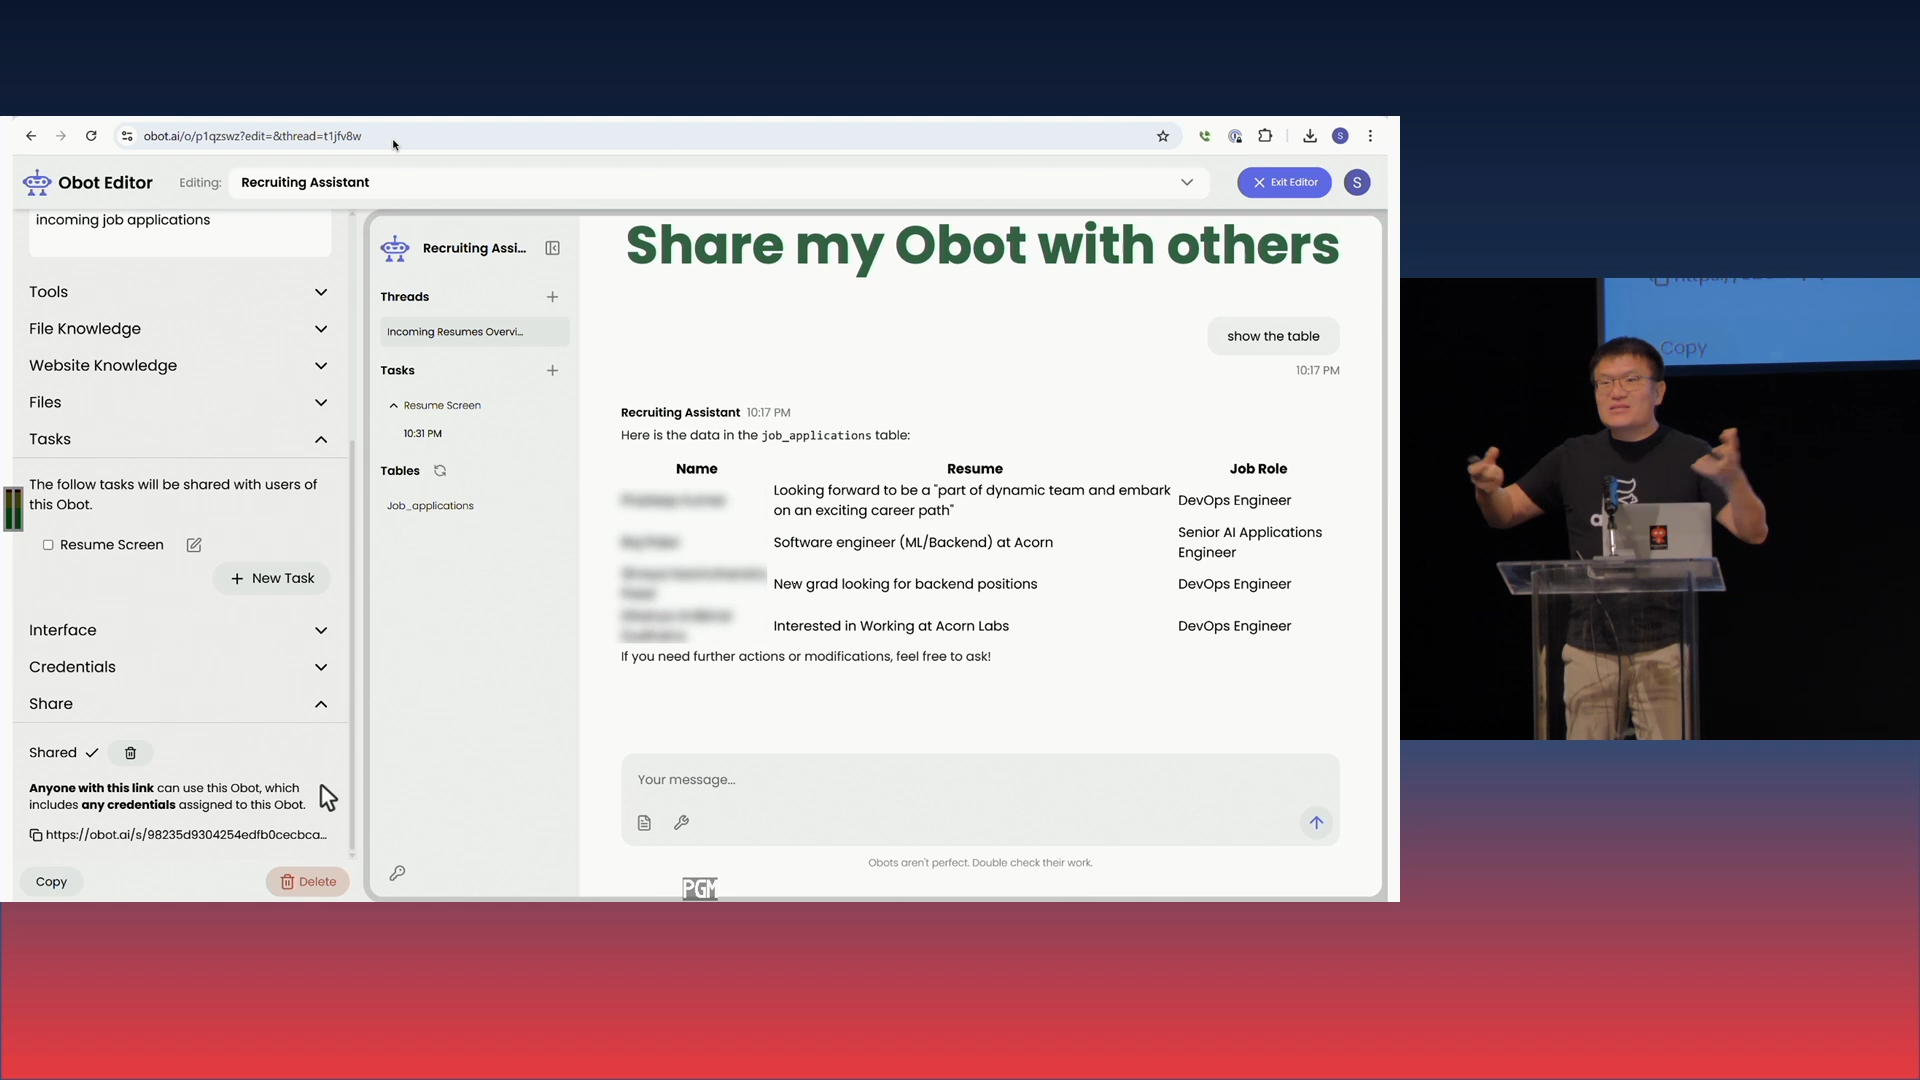 obot.ai/o/p1qzswz?edit=&thread=t1jfv8w
S
Obot Editor
Editing:
Recruiting Assistant
Exit Editor
S
incoming job applications
Tools
File Knowledge
Website Knowledge
Files
Tasks
The follow tasks will be shared with users of
this Obot.
Resume Screen
New Task
Interface
Credentials
Share
Shared
Anyone with this link can use this Obot, which
includes any credentials assigned to this Obot.
https://obot.ai/s/98235d9304254edfb0cecbca...
Copy
Delete
Recruiting Assi...
Threads
Incoming Resumes Overvi...
Tasks
Resume Screen
10:31 PM
Tables
Job_applications
Share my Obot with others
show the table
10:17 PM
Recruiting Assistant 10:17 PM
Here is the data in the job_applications table:
Name Resume Job Role
Looking forward to be a "part of dynamic team and embark
on an exciting career path"
DevOps Engineer
Software engineer (ML/Backend) at Acorn
Senior AI Applications
Engineer
New grad looking for backend positions
DevOps Engineer
Interested in Working at Acorn Labs
DevOps Engineer
If you need further actions or modifications, feel free to ask!
Your message...
Obots aren't perfect. Double check their work.
PGM
Copy